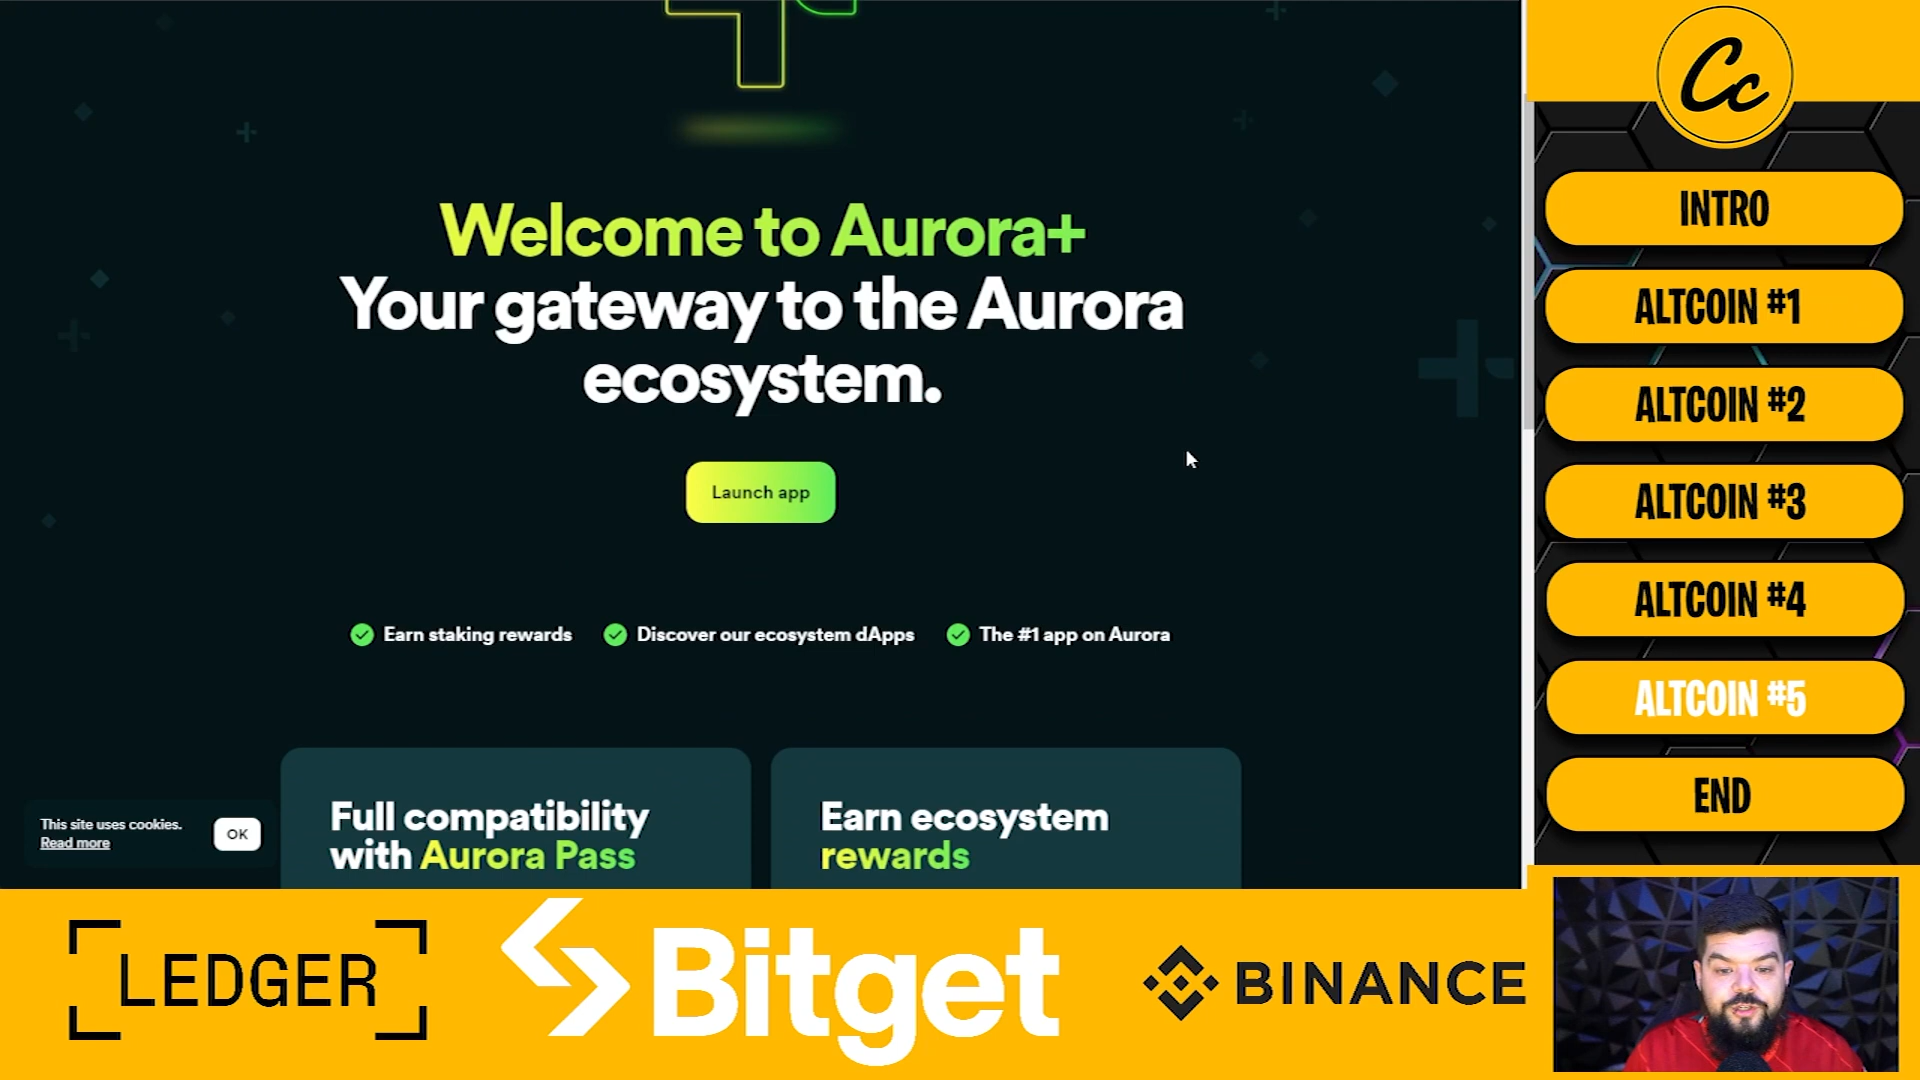 Welcome to Aurora+
Your gateway to the Aurora
ecosystem.
Launch app
Earn staking rewards
Discover our ecosystem dApps
The #1 app on Aurora
Full compatibility
with Aurora Pass
Earn ecosystem
rewards
This site uses cookies.
Read more
OK
Cc
INTRO
ALTCOIN #1
ALTCOIN #2
ALTCOIN #3
ALTCOIN #4
ALTCOIN #5
END
LEDGER
Bitget
BINANCE